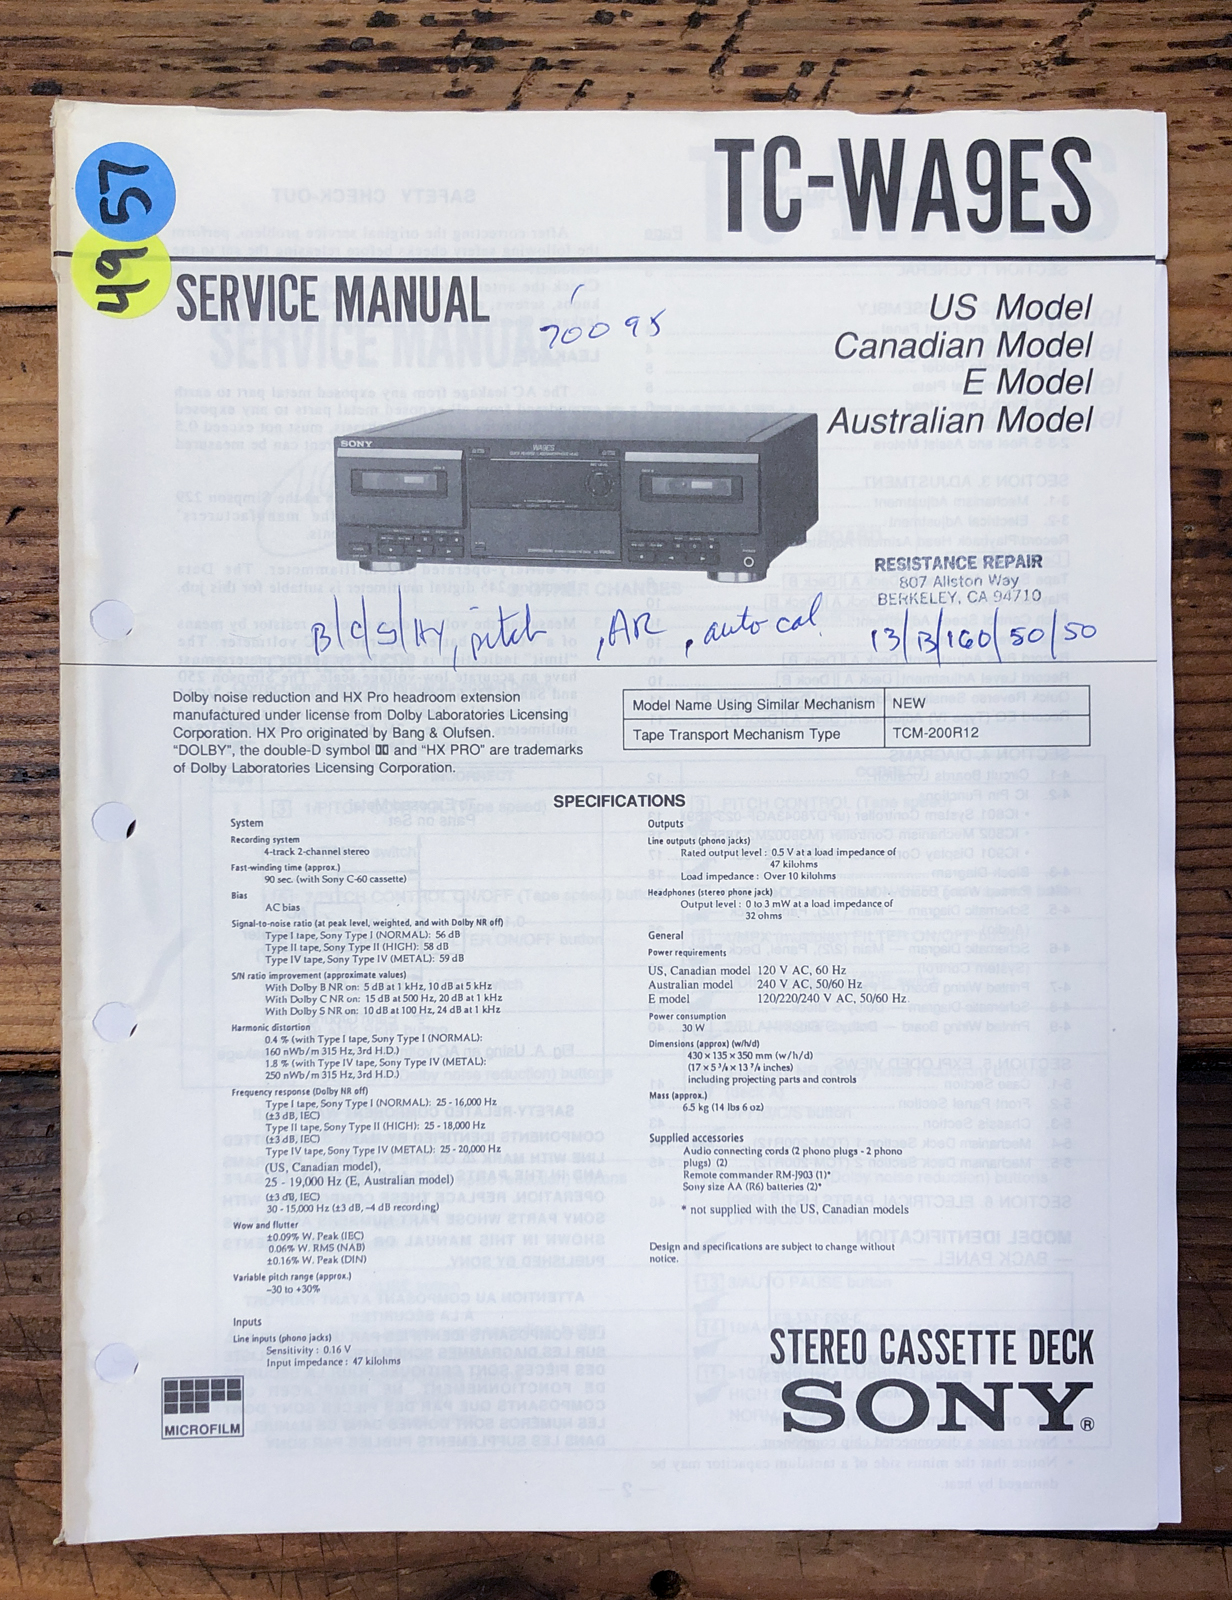 57
49
TC-WA9ES
SERVICE MANUAL
70095
US Model
Canadian Model
E Model
Australian Model
SONY
WA9ES
RESISTANCE REPAIR
807 Allston Way
BERKELEY, CA 94710
B/C/S/H, pitch, AR, auto cal.
13/B/160/50/50
Dolby noise reduction and HX Pro headroom extension
manufactured under license from Dolby Laboratories Licensing
Corporation. HX Pro originated by Bang & Olufsen.
"DOLBY", the double-D symbol and "HX PRO" are trademarks
of Dolby Laboratories Licensing Corporation.
Model Name Using Similar Mechanism NEW
Tape Transport Mechanism Type TCM-200R12
SPECIFICATIONS
System
Recording system
4-track 2-channel stereo
Fast-winding time (approx.)
90 sec. (with Sony C-60 cassette)
Bias
AC bias
Signal-to-noise ratio (at peak level, weighted, and with Dolby NR off)
Type I tape, Sony Type I (NORMAL): 56 dB
Type II tape, Sony Type II (HIGH): 58 dB
Type IV tape, Sony Type IV (METAL): 59 dB
S/N ratio improvement (approximate values)
With Dolby B NR on: 5 dB at 1 kHz, 10 dB at 5 kHz
With Dolby C NR on: 15 dB at 500 Hz, 20 dB at 1 kHz
With Dolby S NR on: 10 dB at 100 Hz, 24 dB at 1 kHz
Harmonic distortion
0.4 % (with Type I tape, Sony Type I (NORMAL):
160 nWb/m 315 Hz, 3rd H.D.)
1.8 % (with Type IV tape, Sony Type IV (METAL):
250 nWb/m 315 Hz, 3rd H.D.)
Frequency response (Dolby NR off)
Type I tape, Sony Type I (NORMAL): 25 - 16,000 Hz
(±3 dB, IEC)
Type II tape, Sony Type II (HIGH): 25 - 18,000 Hz
(±3 dB, IEC)
Type IV tape, Sony Type IV (METAL): 25 - 20,000 Hz
(US, Canadian model),
25 - 19,000 Hz (E, Australian model)
(±3 dB, IEC)
30 - 15,000 Hz (±3 dB, -4 dB recording)
Wow and flutter
±0.09% W. Peak (IEC)
0.06% W. RMS (NAB)
±0.16% W. Peak (DIN)
Variable pitch range (approx.)
-30 to +30%
Inputs
Line inputs (phono jacks)
Sensitivity : 0.16 V
Input impedance : 47 kilohms
Outputs
Line outputs (phono jacks)
Rated output level : 0.5 V at a load impedance of
47 kilohms
Load impedance : Over 10 kilohms
Headphones (stereo phone jack)
Output level : 0 to 3 mW at a load impedance of
32 ohms
General
Power requirements
US, Canadian model 120 V AC, 60 Hz
Australian model 240 V AC, 50/60 Hz
E model 120/220/240 V AC, 50/60 Hz
Power consumption
30 W
Dimensions (approx) (w/h/d)
430 × 135 × 350 mm (w/h/d)
(17 × 5 3/8 × 13 7/8 inches)
including projecting parts and controls
Mass (approx.)
6.5 kg (14 lbs 6 oz)
Supplied accessories
Audio connecting cords (2 phono plugs - 2 phono
plugs) (2)
Remote commander RM-J903 (1)*
Sony size AA (R6) batteries (2)*
* not supplied with the US, Canadian models
Design and specifications are subject to change without
notice.
MICROFILM
STEREO CASSETTE DECK
SONY®